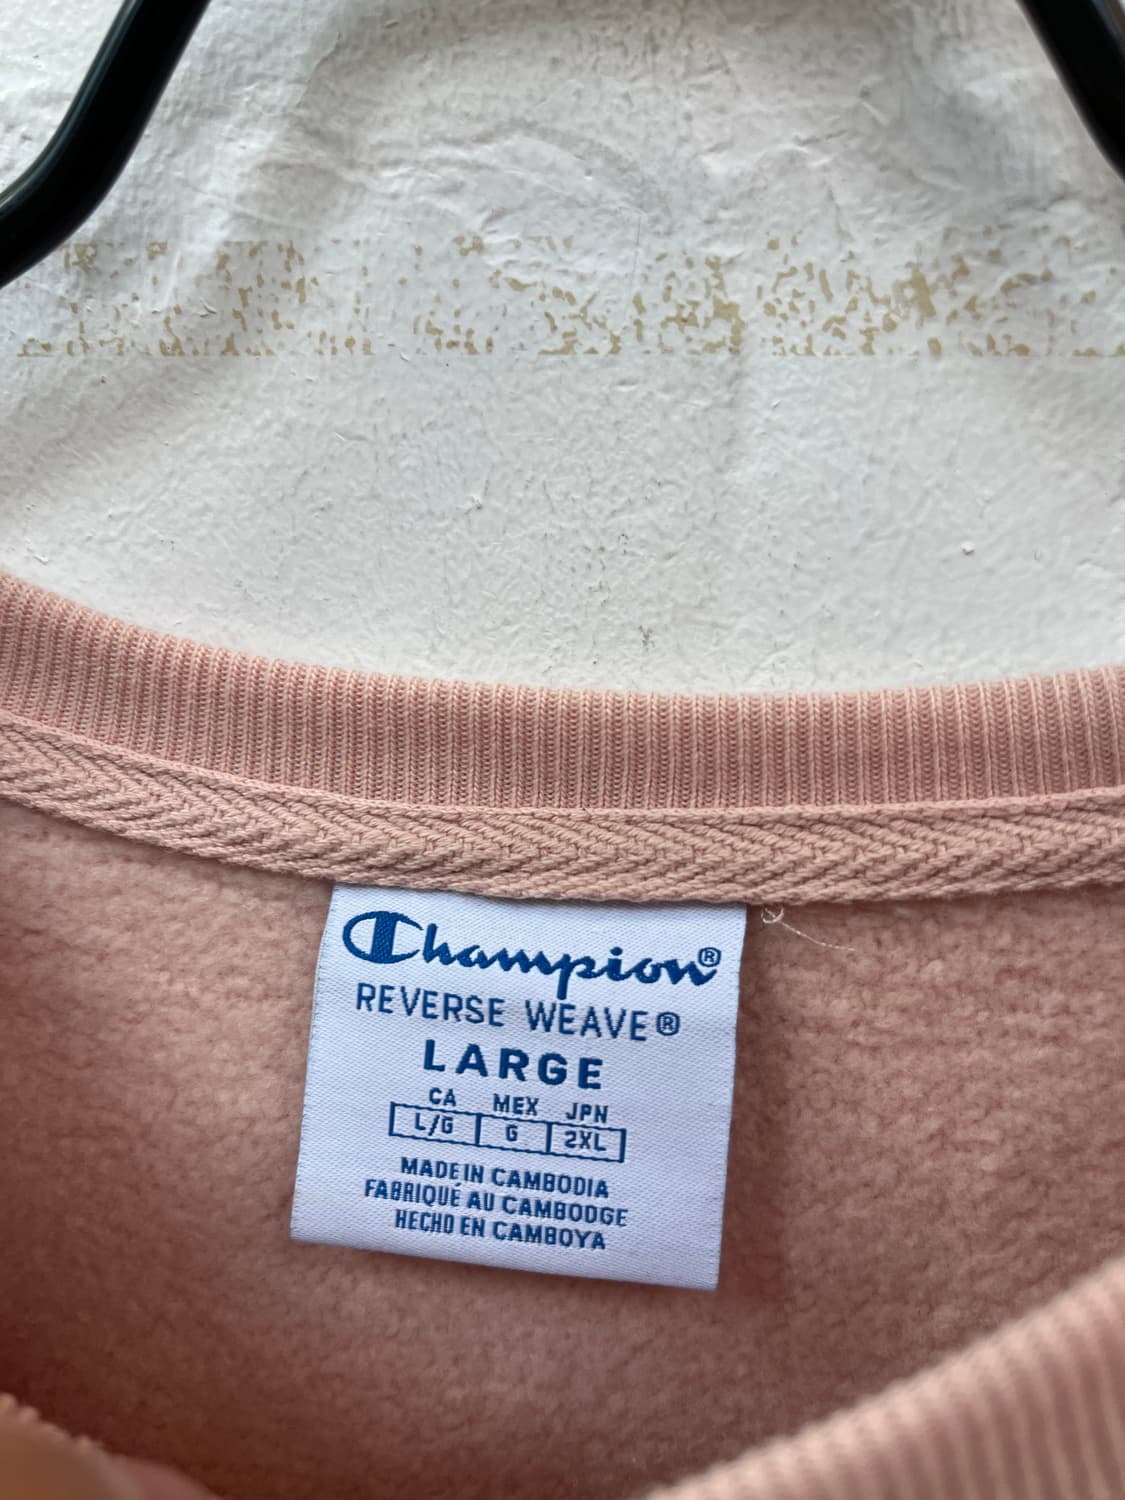 Champion®
REVERSE WEAVE®
LARGE
CA MEX JPN
L/G G 2XL
MADE IN CAMBODIA
FABRIQUÉ AU CAMBODGE
HECHO EN CAMBOYA